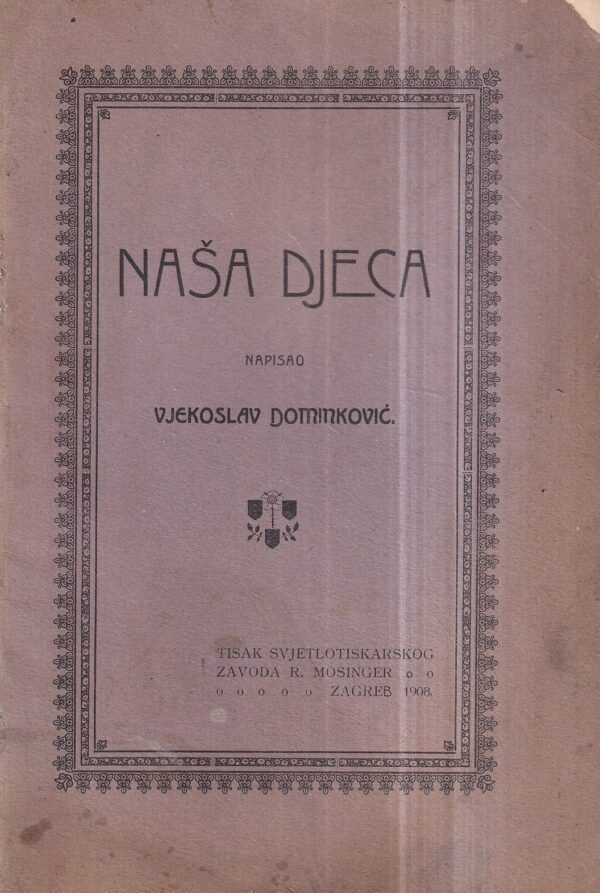 NAŠA DJECA
NAPISAO
VJEKOSLAV DOMINKOVIĆ.
TISAK SVJETLOTISKARSKOG
ZAVODA R. MOSINGER o o
o o o o o ZAGREB 1908.